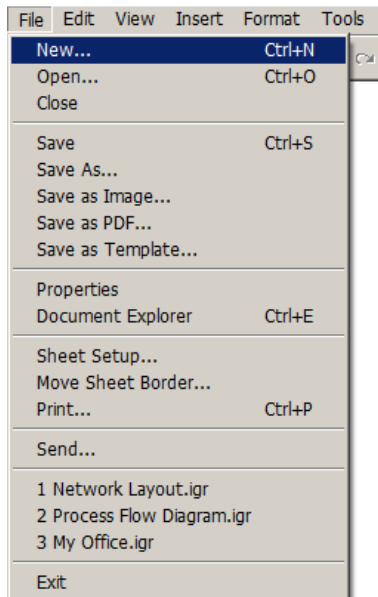 File Edit View Insert Format Tools
New... Ctrl+N
Open... Ctrl+O
Close
Save Ctrl+S
Save As...
Save as Image...
Save as PDF...
Save as Template...
Properties
Document Explorer Ctrl+E
Sheet Setup...
Move Sheet Border...
Print... Ctrl+P
Send...
1 Network Layout.igr
2 Process Flow Diagram.igr
3 My Office.igr
Exit